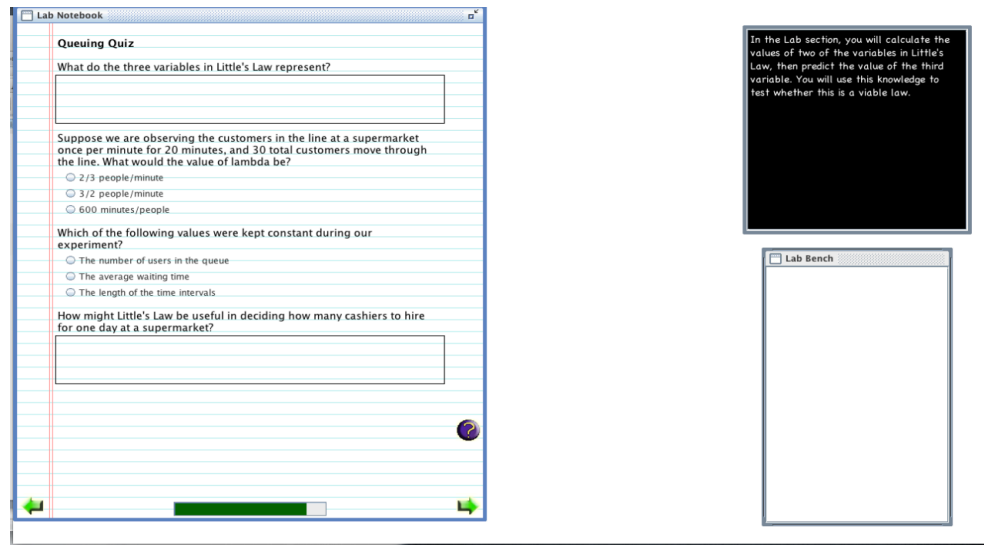 Lab Notebook
Queuing Quiz
What do the three variables in Little's Law represent?
Suppose we are observing the customers in the line at a supermarket
once per minute for 20 minutes, and 30 total customers move through
the line. What would the value of lambda be?
2/3 people/minute
3/2 people/minute
600 minutes/people
Which of the following values were kept constant during our
experiment?
The number of users in the queue
The average waiting time
The length of the time intervals
How might Little's Law be useful in deciding how many cashiers to hire
for one day at a supermarket?
?
In the Lab section, you will calculate the
values of two of the variables in Little's
Law, then predict the value of the third
variable. You will use this knowledge to
test whether this is a viable law.
Lab Bench